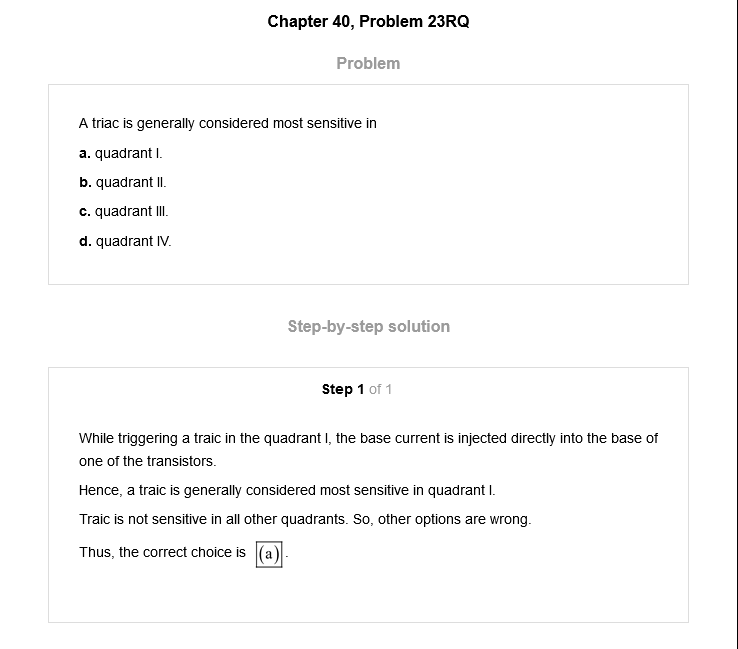 Chapter 40, Problem 23RQ
Problem
A triac is generally considered most sensitive in
a. quadrant I.
b. quadrant II.
c. quadrant III.
d. quadrant IV.
Step-by-step solution
Step 1 of 1
While triggering a traic in the quadrant I, the base current is injected directly into the base of
one of the transistors.
Hence, a traic is generally considered most sensitive in quadrant I.
Traic is not sensitive in all other quadrants. So, other options are wrong.
Thus, the correct choice is (a).